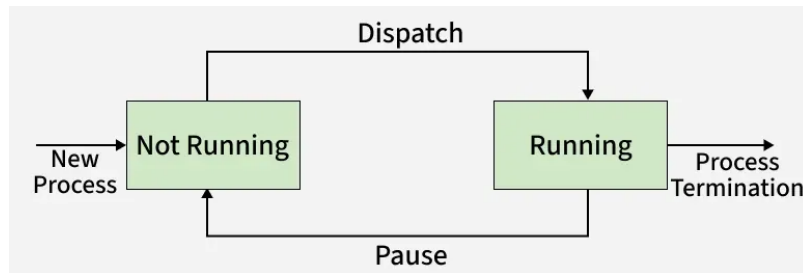 Dispatch
Not Running
Running
New
Process
Process
Termination
Pause